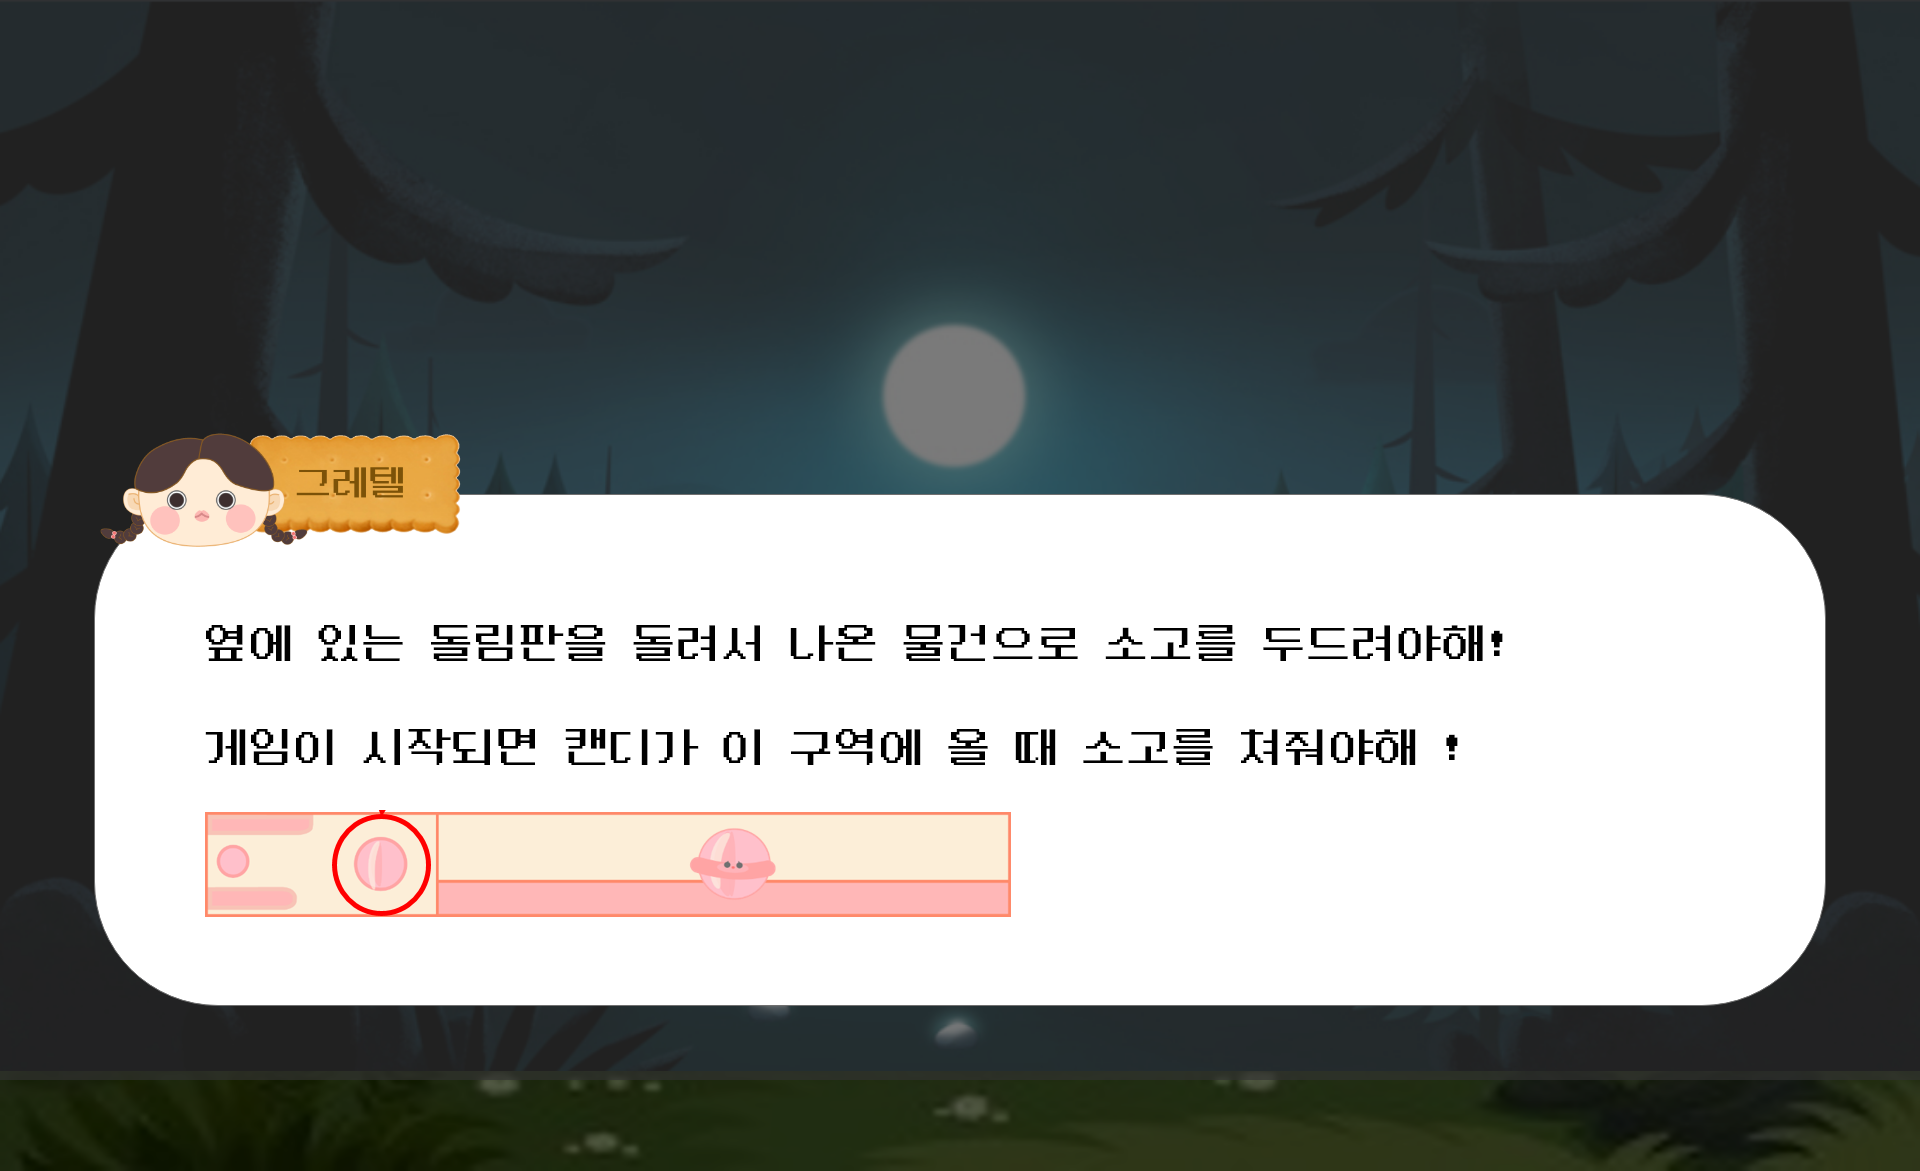 그레텔
옆에 있는 돌림판을 돌려서 나온 물건으로 소고를 두드려야해!
게임이 시작되면 캔디가 이 구역에 올 때 소고를 쳐줘야해 !